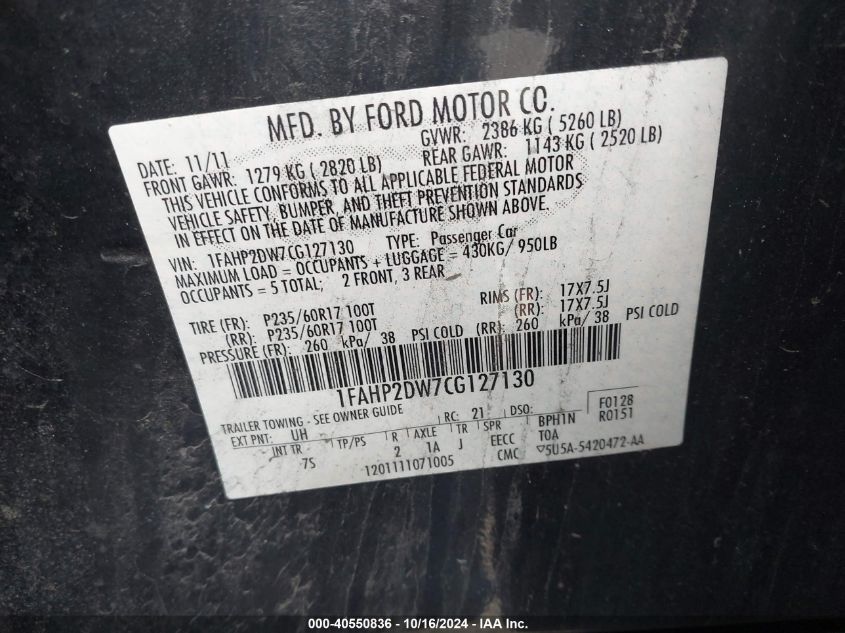 MFD. BY FORD MOTOR CO.
DATE: 11/11 GVWR: 2386 KG ( 5260 LB)
FRONT GAWR: 1279 KG ( 2820 LB) REAR GAWR: 1143 KG ( 2520 LB)
THIS VEHICLE CONFORMS TO ALL APPLICABLE FEDERAL MOTOR
VEHICLE SAFETY, BUMPER, AND THEFT PREVENTION STANDARDS
IN EFFECT ON THE DATE OF MANUFACTURE SHOWN ABOVE.
VIN: 1FAHP2DW7CG127130 TYPE: Passenger Car
MAXIMUM LOAD = OCCUPANTS + LUGGAGE = 430KG/ 950LB
OCCUPANTS = 5 TOTAL; 2 FRONT, 3 REAR
TIRE (FR): P235/60R17 100T RIMS (FR): 17X7.5J
(RR): P235/60R17 100T (RR): 17X7.5J
PRESSURE (FR): 260 kPa/ 38 PSI COLD (RR): 260 kPa/ 38 PSI COLD
1FAHP2DW7CG127130
TRAILER TOWING - SEE OWNER GUIDE
EXT PNT: UH RC: 21 DSO: F0128
R0151
INT TR TP/PS R AXLE TR SPR BPH1N
7S 2 1A J EECC TOA
1201111071005 CMC ▽5U5A-5420472-AA
000-40550836 - 10/16/2024 - IAA Inc.